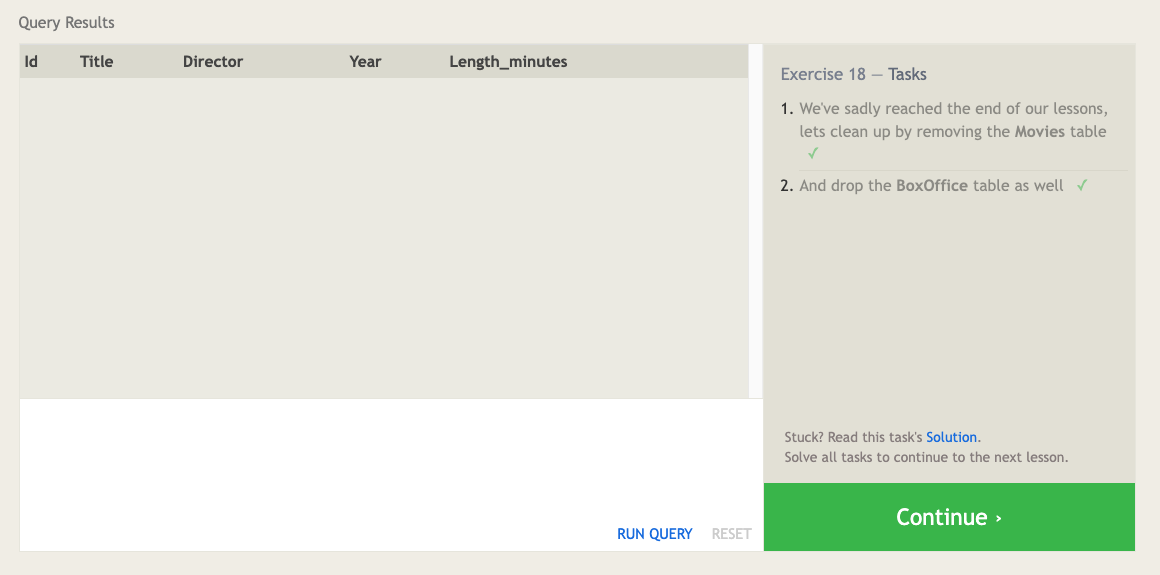 Query Results
Id Title Director Year Length_minutes
Exercise 18 — Tasks
1. We've sadly reached the end of our lessons,
lets clean up by removing the Movies table
✓
2. And drop the BoxOffice table as well ✓
Stuck? Read this task's Solution.
Solve all tasks to continue to the next lesson.
RUN QUERY RESET
Continue ›